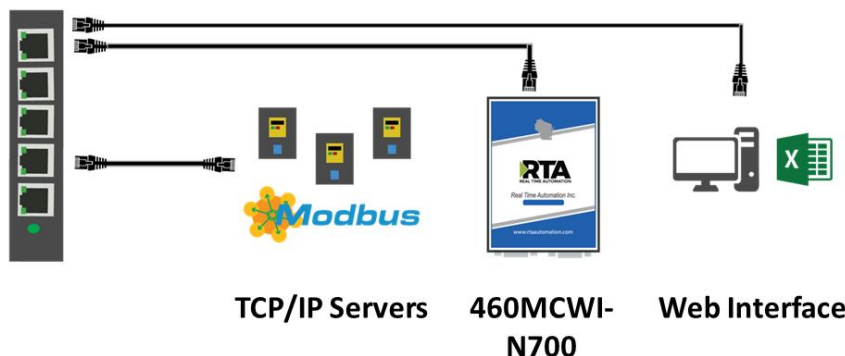 RTA
REAL TIME AUTOMATION
Real Time Automation Inc.
www.rtaautomation.com
X
Modbus
TCP/IP Servers
460MCWI-
N700
Web Interface